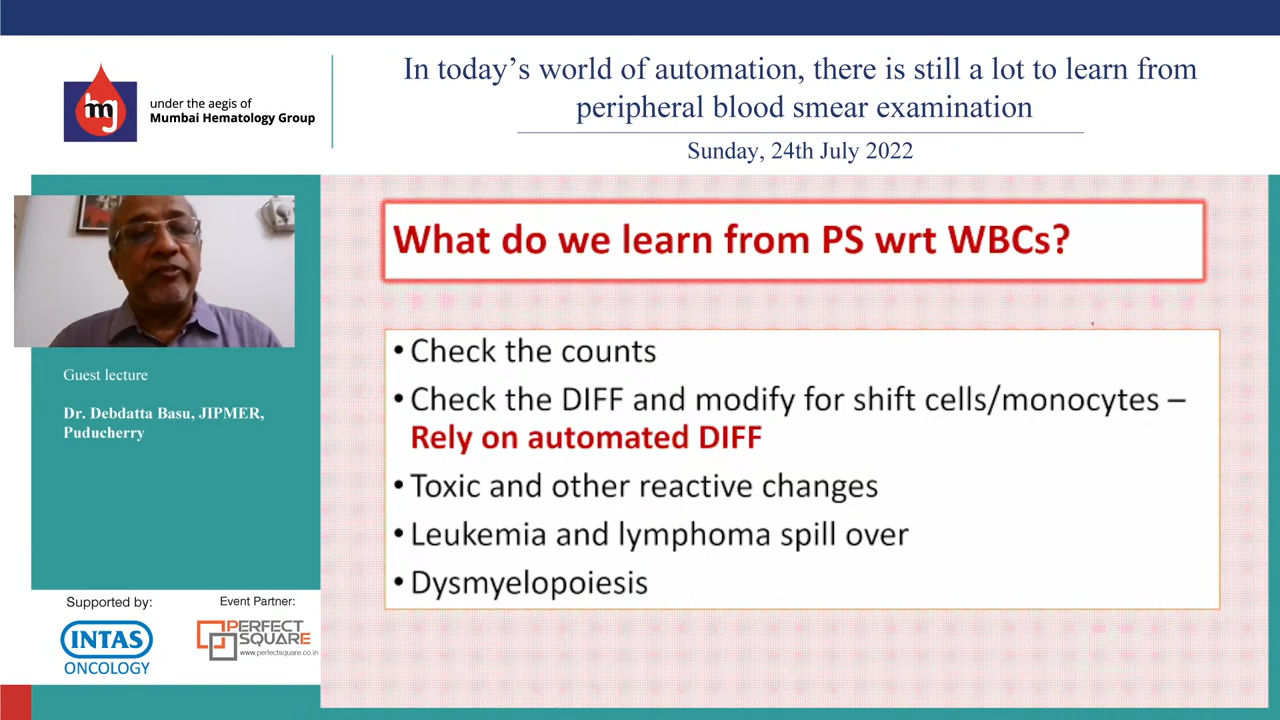 In today’s world of automation, there is still a lot to learn from
peripheral blood smear examination
Sunday, 24th July 2022
mg
under the aegis of
Mumbai Hematology Group
What do we learn from PS wrt WBCs?
• Check the counts
• Check the DIFF and modify for shift cells/monocytes –
Rely on automated DIFF
• Toxic and other reactive changes
• Leukemia and lymphoma spill over
• Dysmyelopoiesis
Guest lecture
Dr. Debdatta Basu, JIPMER,
Puducherry
Supported by:
INTAS
ONCOLOGY
Event Partner:
PERFECT
SQUARE
www.perfectsquare.co.in